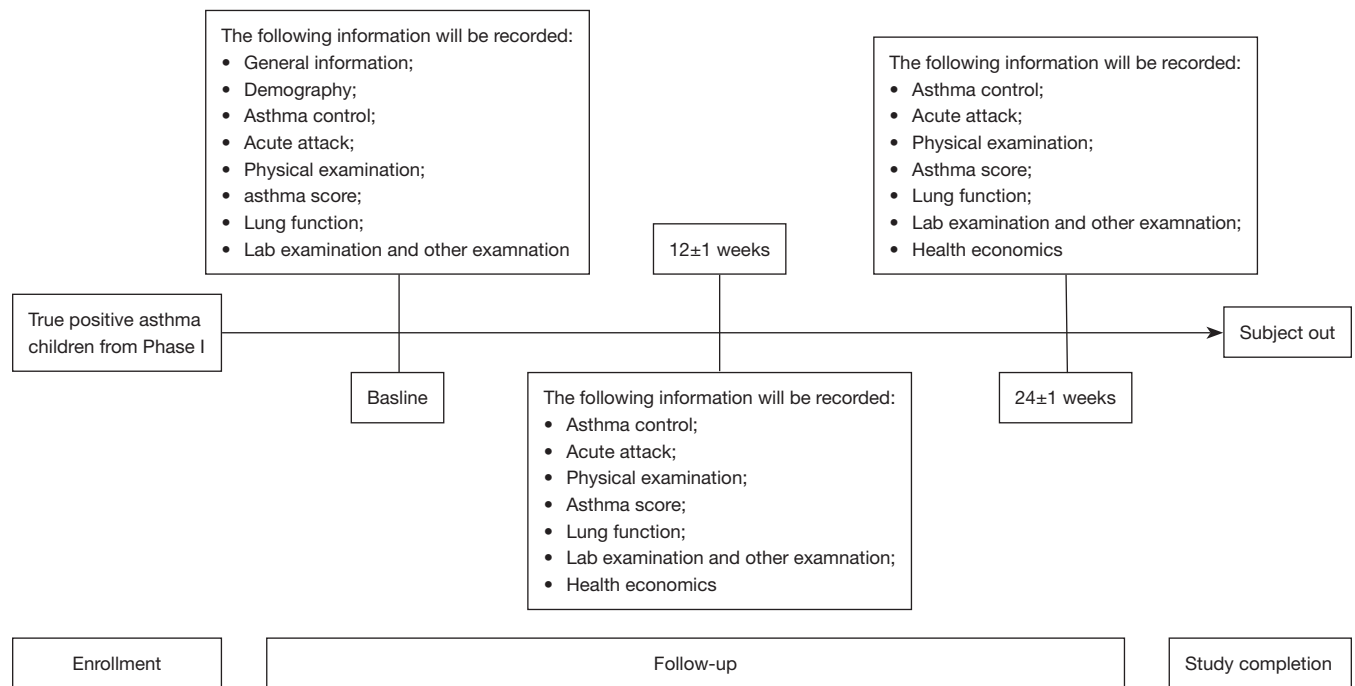 The following information will be recorded:
• General information;
• Demography;
• Asthma control;
• Acute attack;
• Physical examination;
• asthma score;
• Lung function;
• Lab examination and other examnation
The following information will be recorded:
• Asthma control;
• Acute attack;
• Physical examination;
• Asthma score;
• Lung function;
• Lab examination and other examnation;
• Health economics
12±1 weeks
True positive asthma
children from Phase I
Subject out
Basline
The following information will be recorded:
• Asthma control;
• Acute attack;
• Physical examination;
• Asthma score;
• Lung function;
• Lab examination and other examnation;
• Health economics
24±1 weeks
Enrollment
Follow-up
Study completion